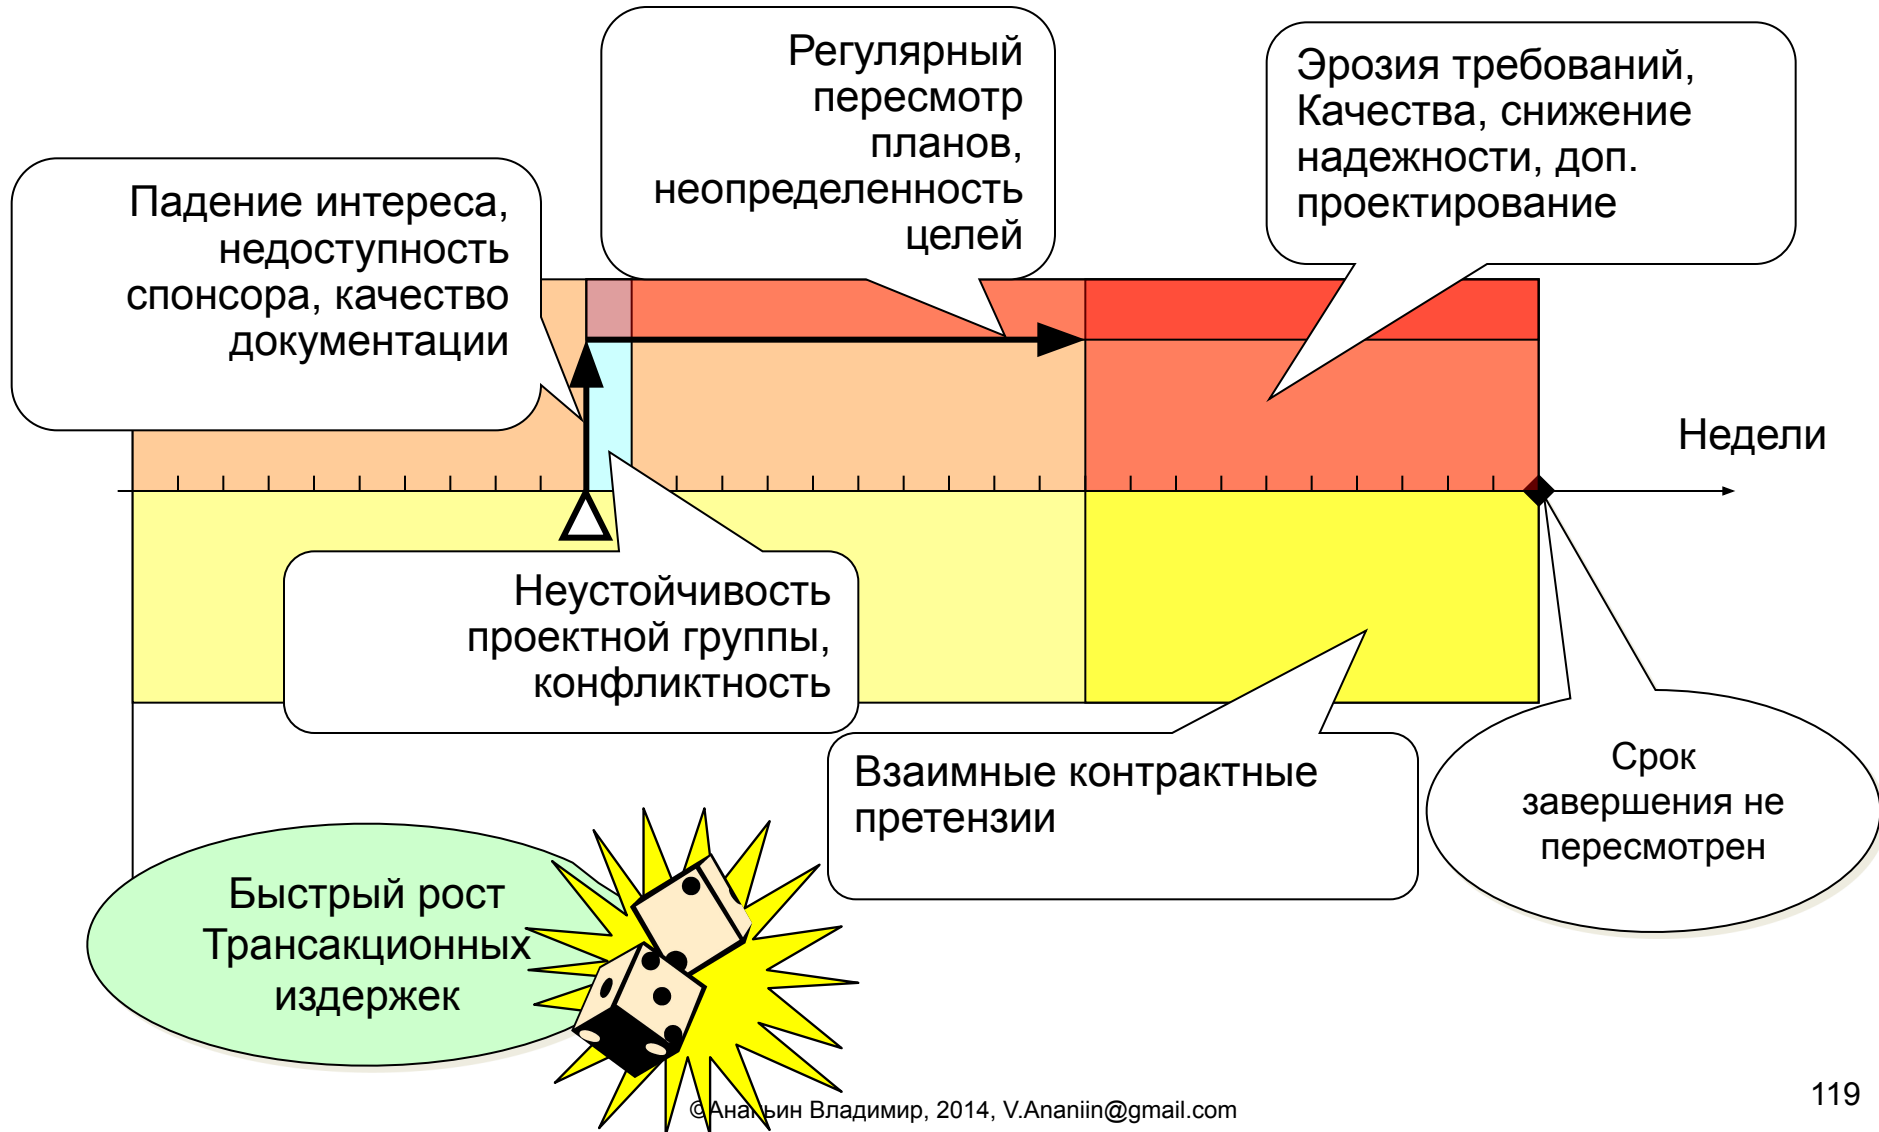 Регулярный
пересмотр
планов,
неопределенность
целей
Эрозия требований,
Качества, снижение
надежности, доп.
проектирование
Падение интереса,
недоступность
спонсора, качество
документации
Недели
Неустойчивость
проектной группы,
конфликтность
Взаимные контрактные
претензии
Срок
завершения не
пересмотрен
Быстрый рост
Трансакционных
издержек
Владимир, 2014, V.Ananiin@gmail.com
119